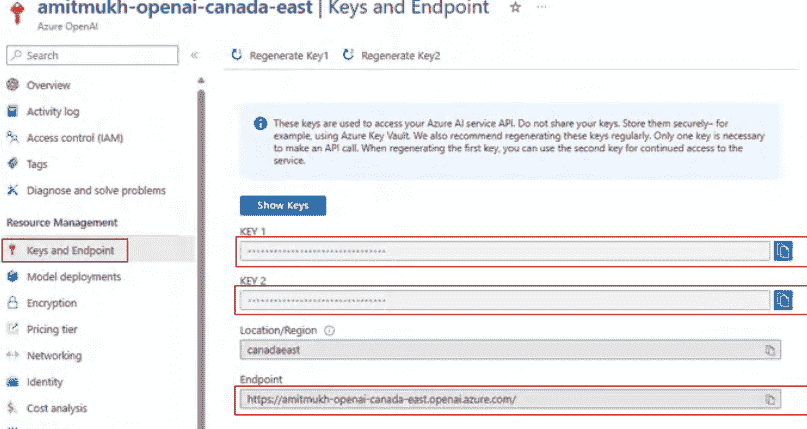 amitmukh-openai-canada-east | Keys and Endpoint
Azure OpenAI
Search
Regenerate Key1 Regenerate Key2
Overview
Activity log
Access control (IAM)
Tags
Diagnose and solve problems
Resource Management
Keys and Endpoint
Model deployments
Encryption
Pricing tier
Networking
Identity
Cost analysis
These keys are used to access your Azure AI service API. Do not share your keys. Store them securely– for
example, using Azure Key Vault. We also recommend regenerating these keys regularly. Only one key is necessary
to make an API call. When regenerating the first key, you can use the second key for continued access to the
service.
Show Keys
KEY 1
KEY 2
Location/Region
canadaeast
Endpoint
https://amitmukh-openai-canada-east.openai.azure.com/